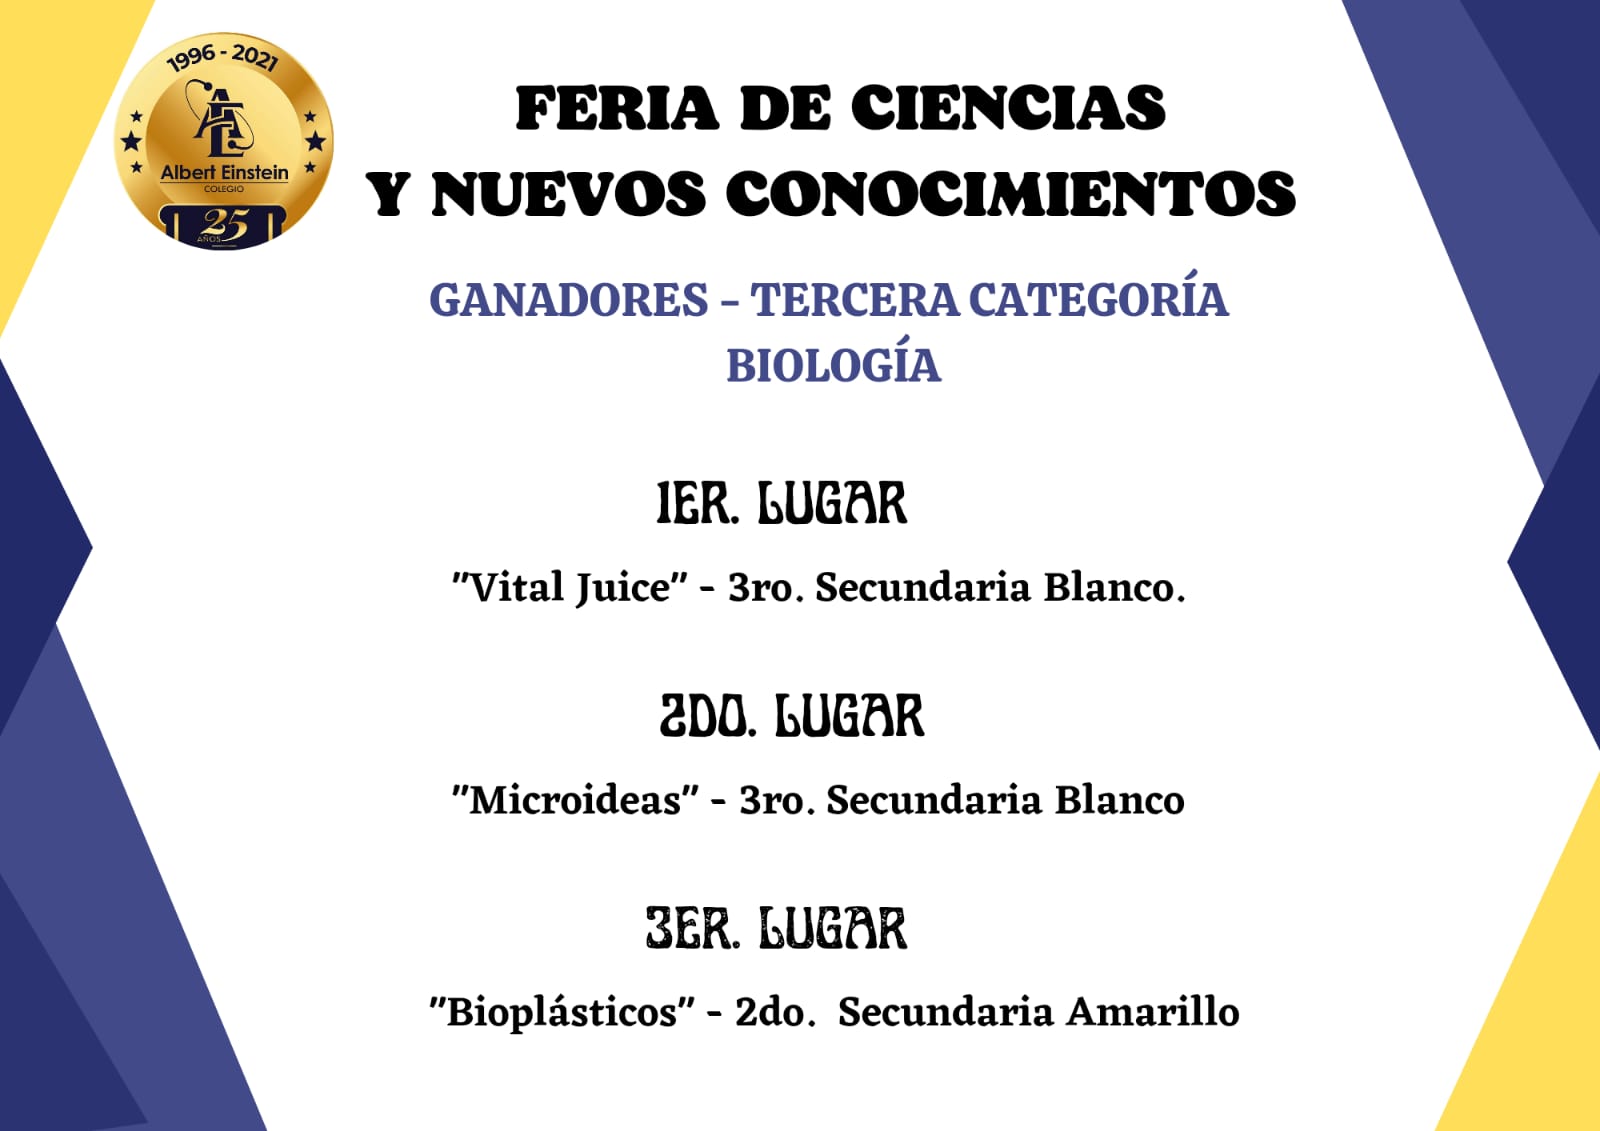 1996 - 2021
AE
Albert Einstein
COLEGIO
25
AÑOS
FERIA DE CIENCIAS
Y NUEVOS CONOCIMIENTOS
GANADORES - TERCERA CATEGORÍA
BIOLOGÍA
1ER. LUGAR
"Vital Juice" - 3ro. Secundaria Blanco.
2DO. LUGAR
"Microideas" - 3ro. Secundaria Blanco
3ER. LUGAR
"Bioplásticos" - 2do. Secundaria Amarillo